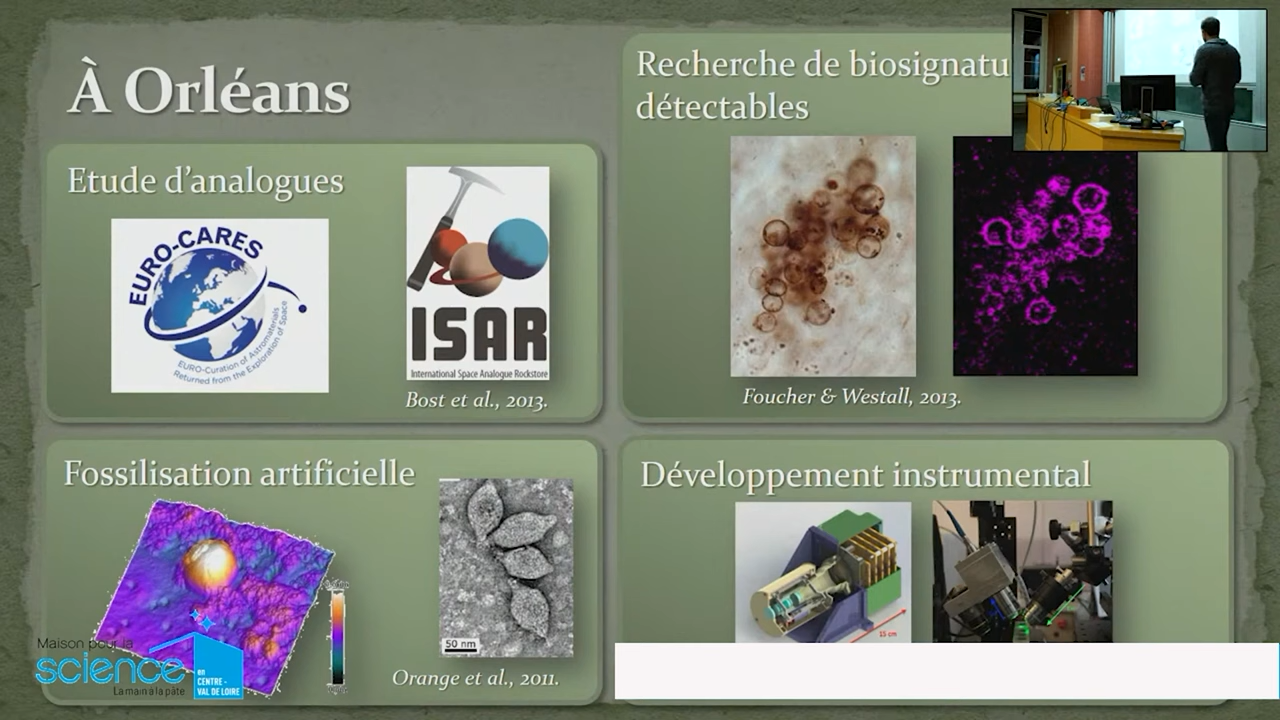 À Orléans
Etude d'analogues
EURO-CARES
EURO-Curation of Astromaterials
Returned from the Exploration of Space
ISAR
International Space Analogue Rockstore
Bost et al., 2013.
Recherche de biosignatu
détectables
Foucher & Westall, 2013.
Fossilisation artificielle
50 nm
Orange et al., 2011.
Développement instrumental
15 cm
Maison pour la
science
La main à la pâte
en
CENTRE -
VAL DE LOIRE